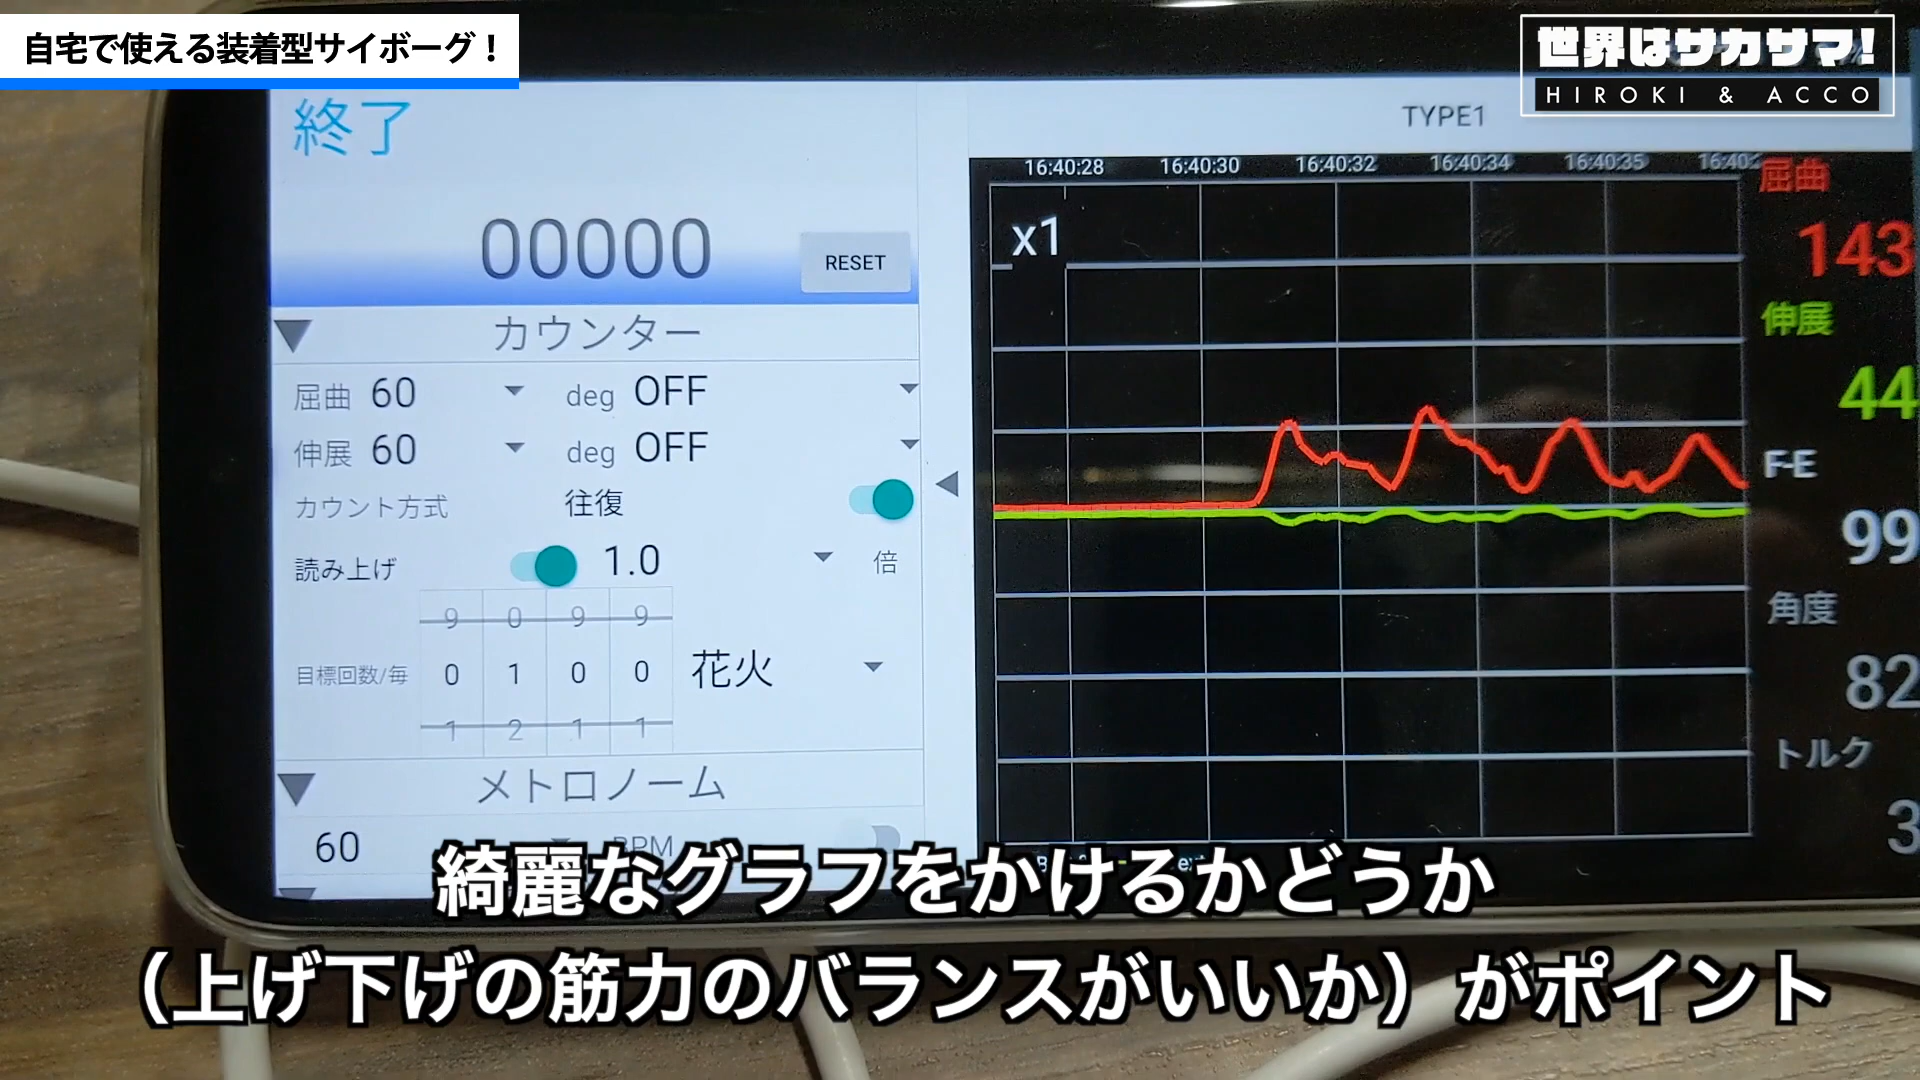 自宅で使える装着型サイボーグ！
世界はサカサマ!
HIROKI & ACCO
終了
00000
RESET
カウンター
屈曲 60 deg OFF
伸展 60 deg OFF
カウント方式 往復
読み上げ 1.0 倍
9 0 9 9
目標回数/毎 0 1 0 0 花火
1 2 1 1
メトロノーム
60 BPM
TYPE1
16:40:28 16:40:30 16:40:32 16:40:34 16:40:35
x1
屈曲
143
伸展
44
F-E
99
角度
82
トルク
3
綺麗なグラフをかけるかどうか
（上げ下げの筋力のバランスがいいか）がポイント